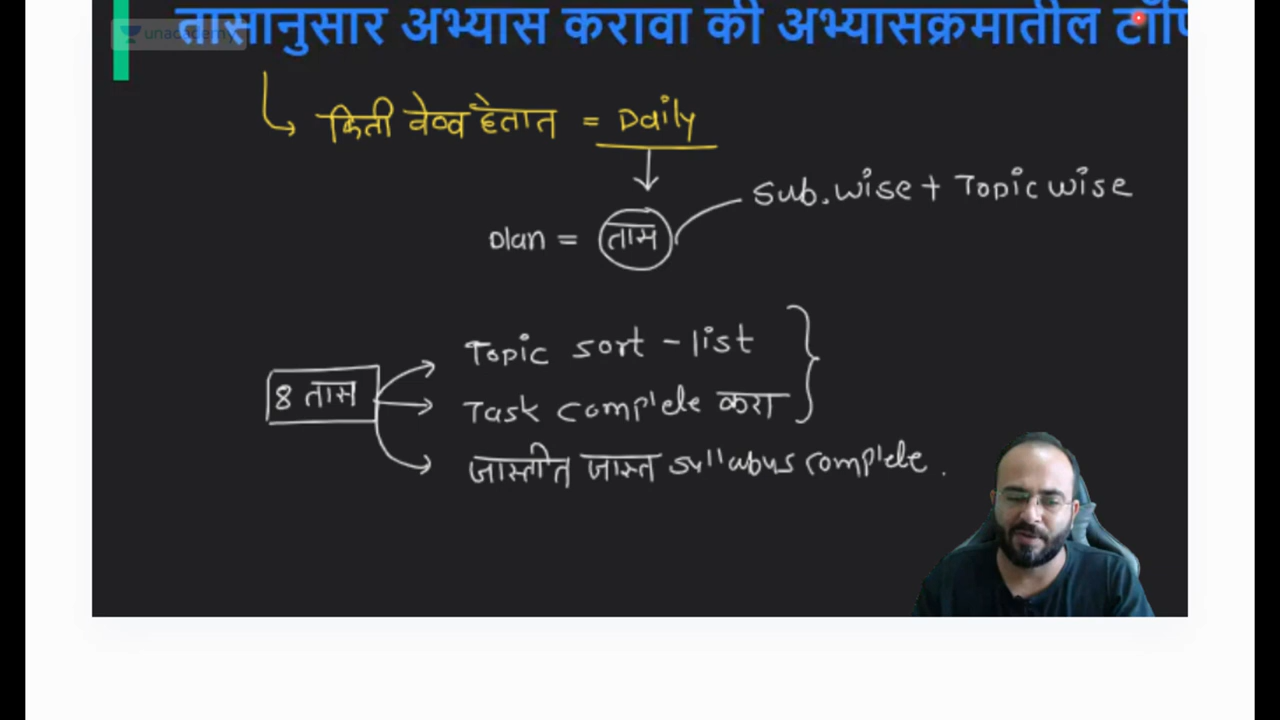 तासानुसार अभ्यास करावा की अभ्यासक्रमातील टॉपि
unacademy
किती वेळ देतात = Daily
Sub.wise + Topic wise
plan = तास
Topic sort - list
8 तास
Task complete करा
जास्तीत जास्त syllabus complete.